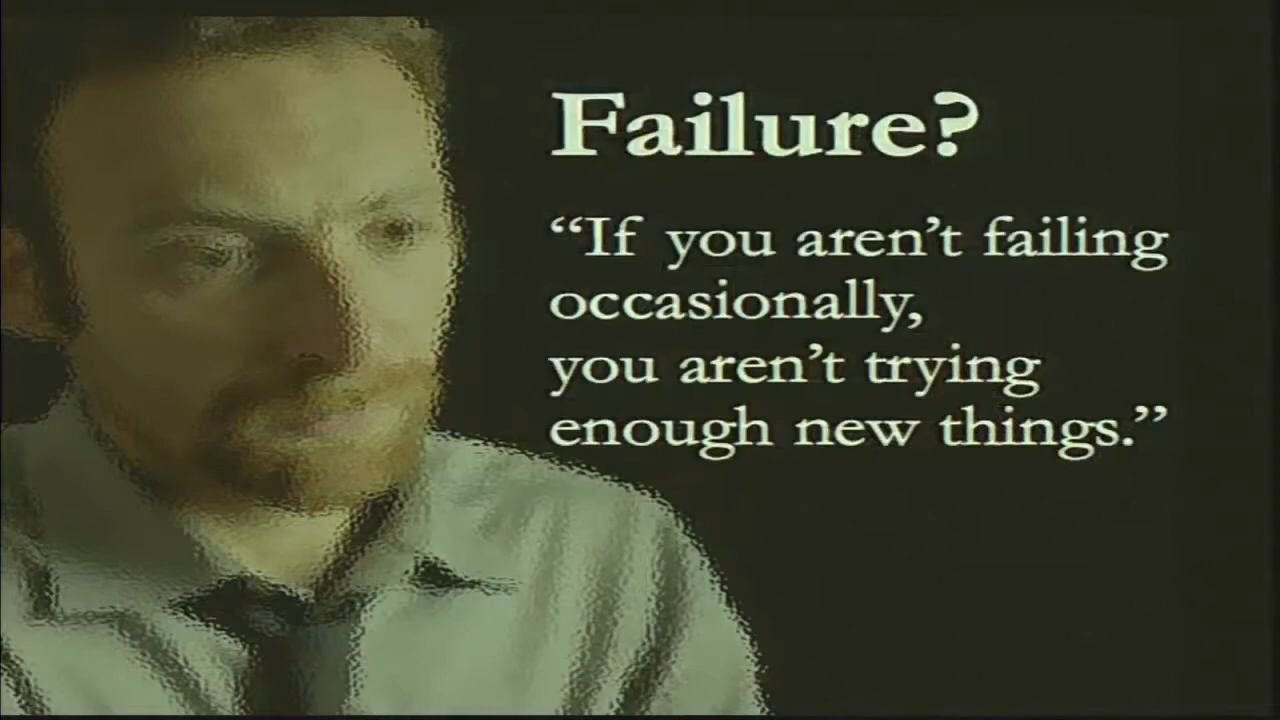 Failure?
“If you aren’t failing
occasionally,
you aren’t trying
enough new things.”